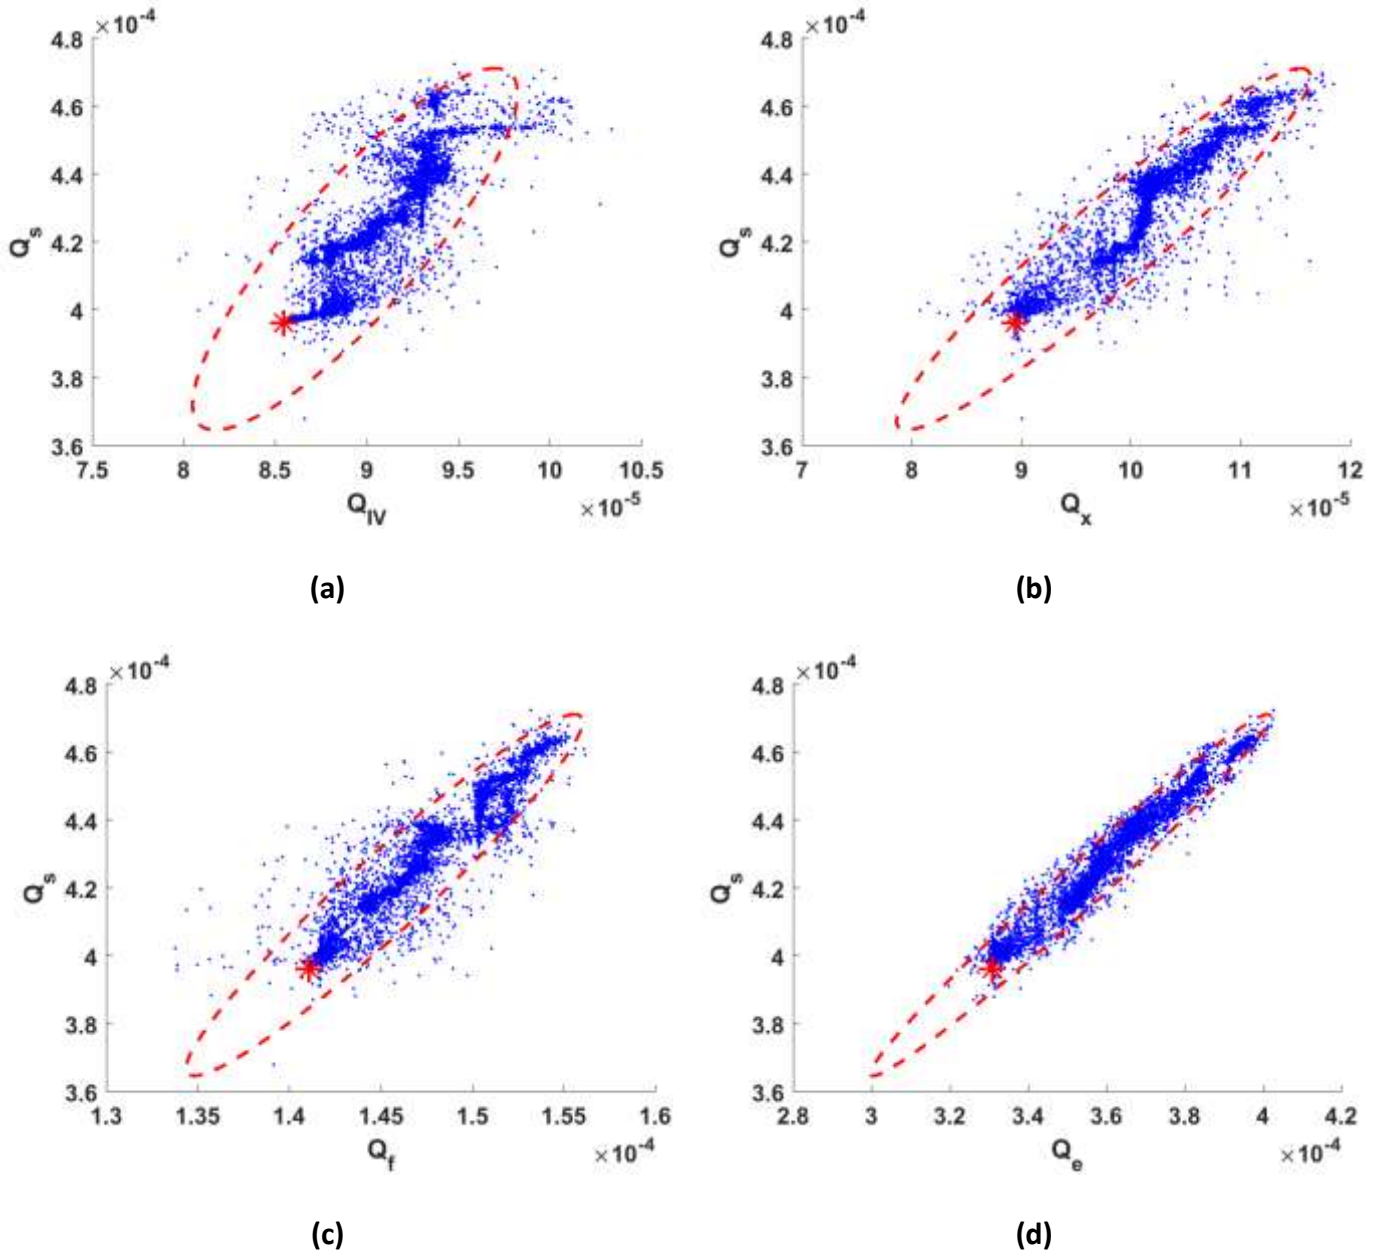 ×10⁻⁴ ×10⁻⁴
4.8 4.8
4.6 4.6
4.4 4.4
Qs 4.2 Qs 4.2
4 4
3.8 3.8
3.6 3.6
7.5 8 8.5 9 9.5 10 10.5 7 8 9 10 11 12
QIV ×10⁻⁵ Qx ×10⁻⁵
(a) (b)
×10⁻⁴ ×10⁻⁴
4.8 4.8
4.6 4.6
4.4 4.4
Qs 4.2 Qs 4.2
4 4
3.8 3.8
3.6 3.6
1.3 1.35 1.4 1.45 1.5 1.55 1.6 2.8 3 3.2 3.4 3.6 3.8 4 4.2
Qf ×10⁻⁴ Qe ×10⁻⁴
(c) (d)